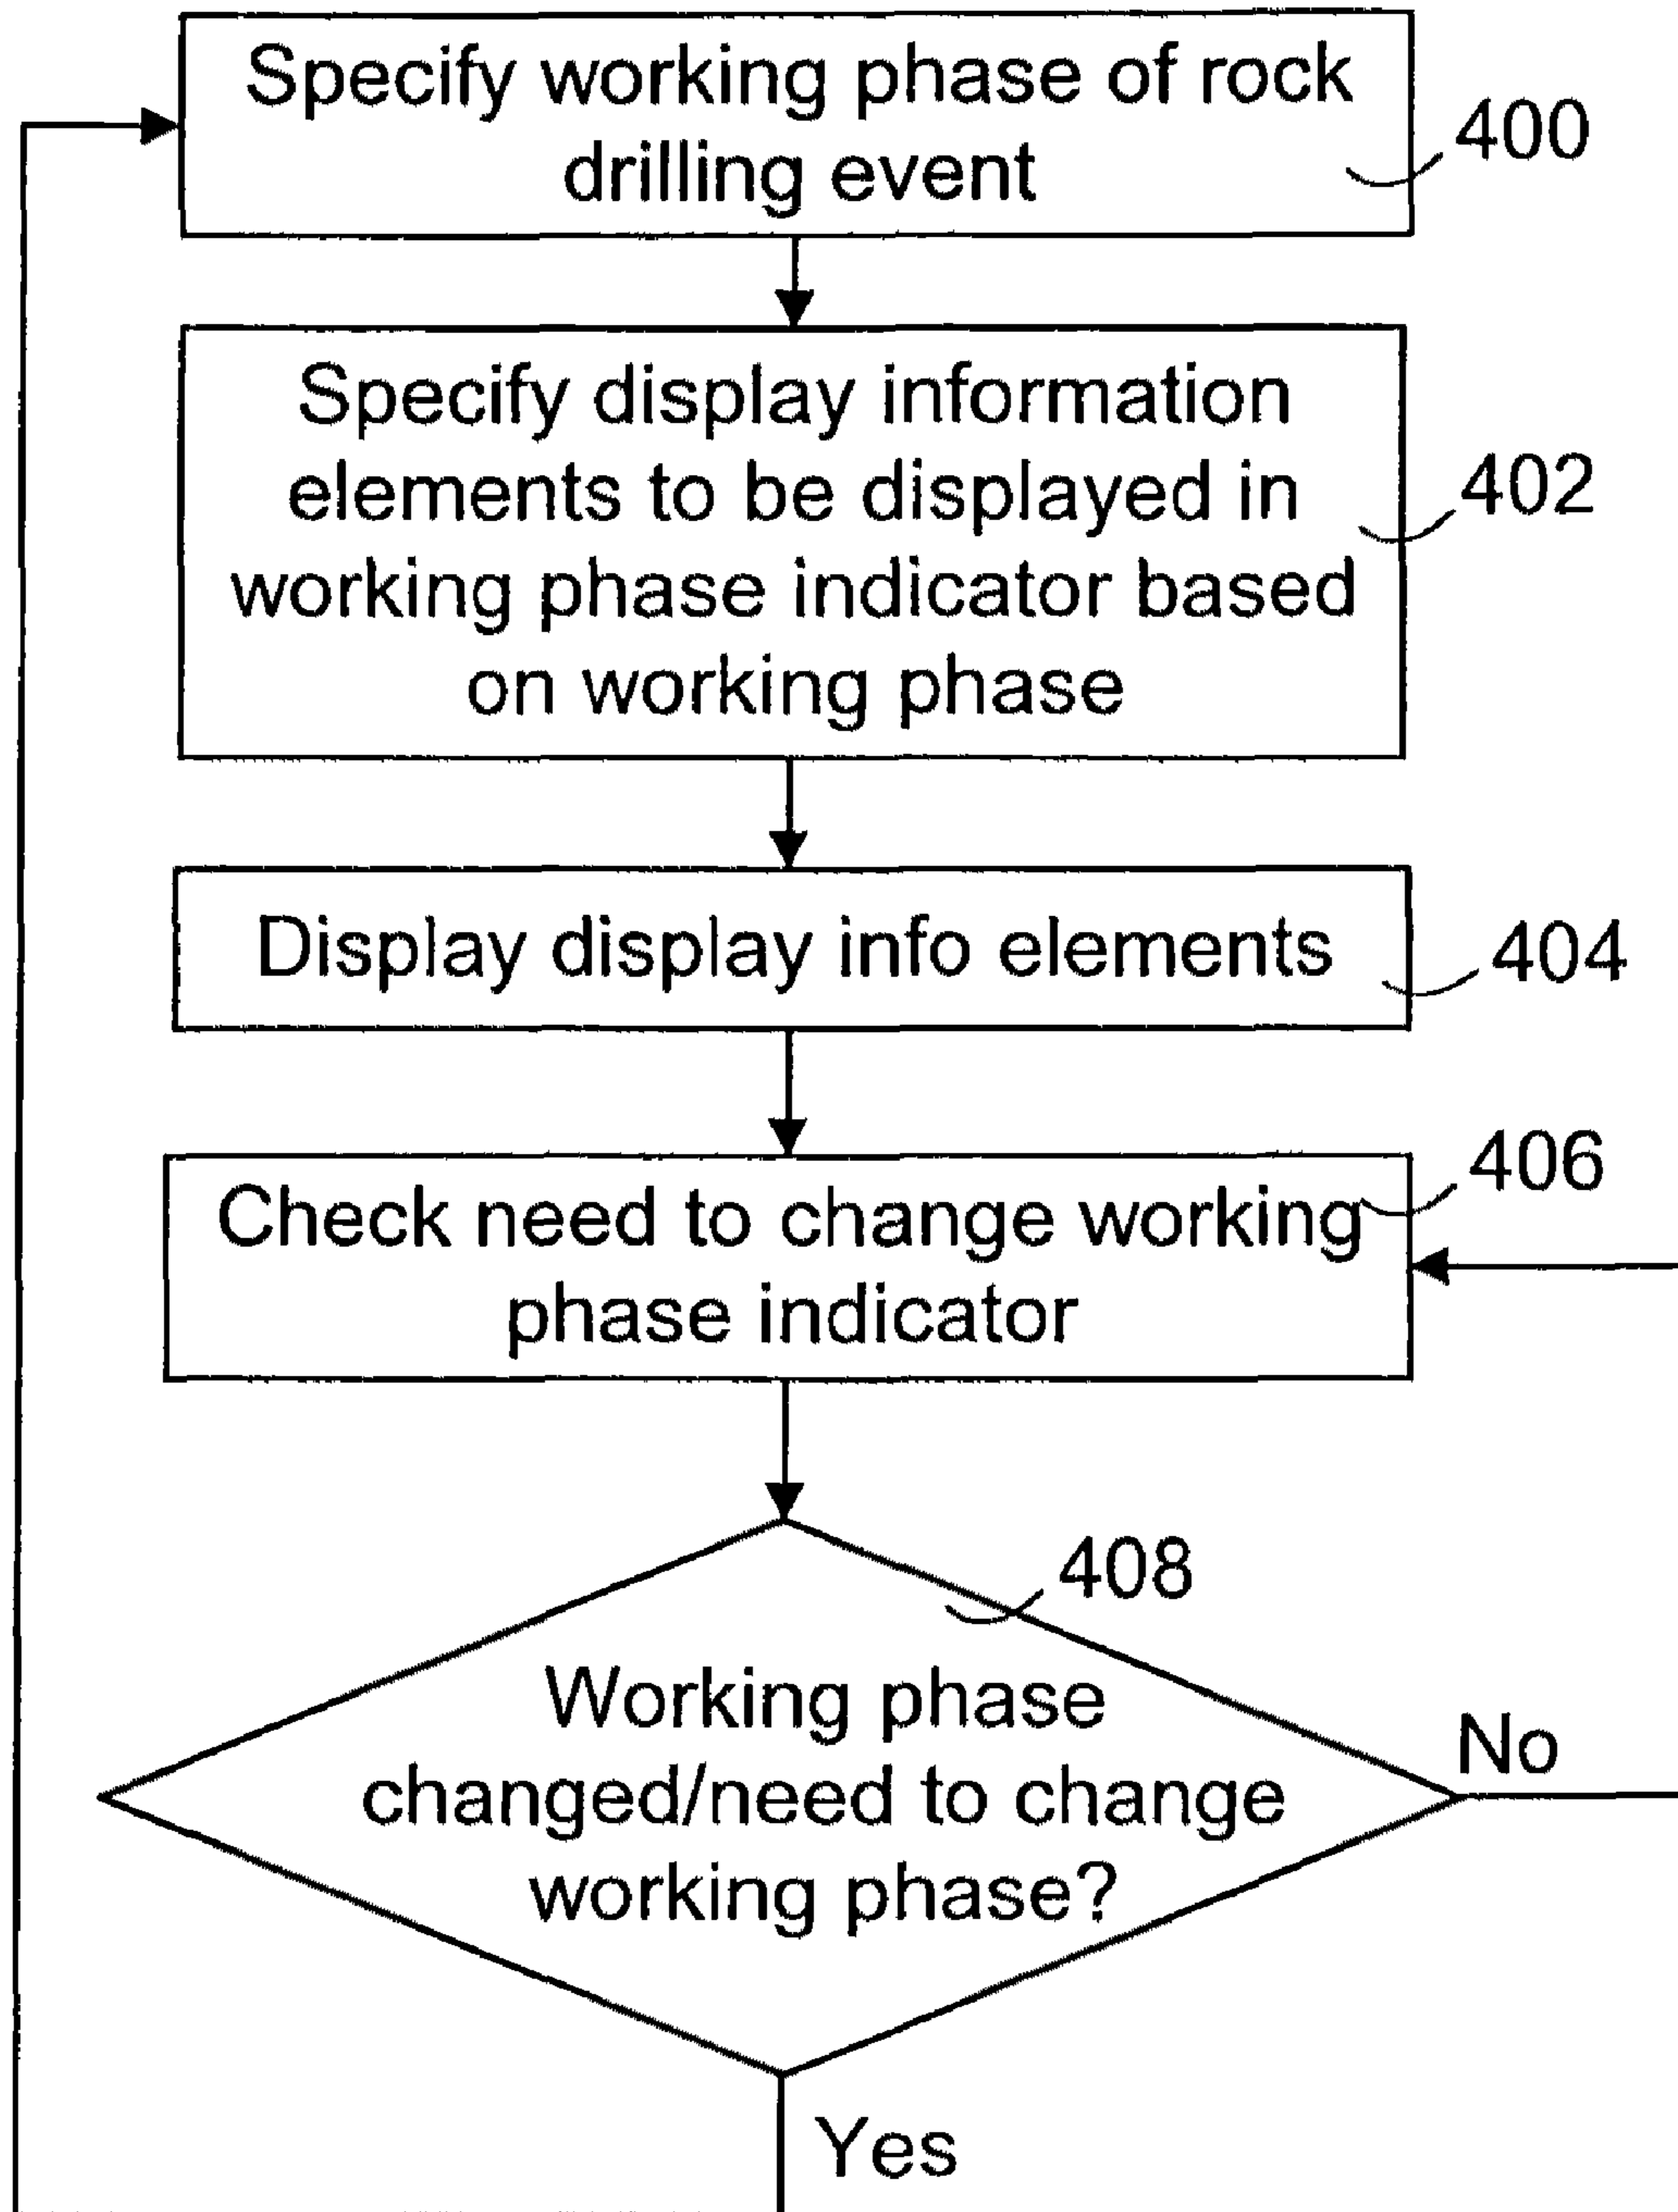 Specify working phase of rock
drilling event
400
Specify display information
elements to be displayed in
working phase indicator based
on working phase
402
Display display info elements
404
Check need to change working
phase indicator
406
408
Working phase
changed/need to change
working phase?
No
Yes